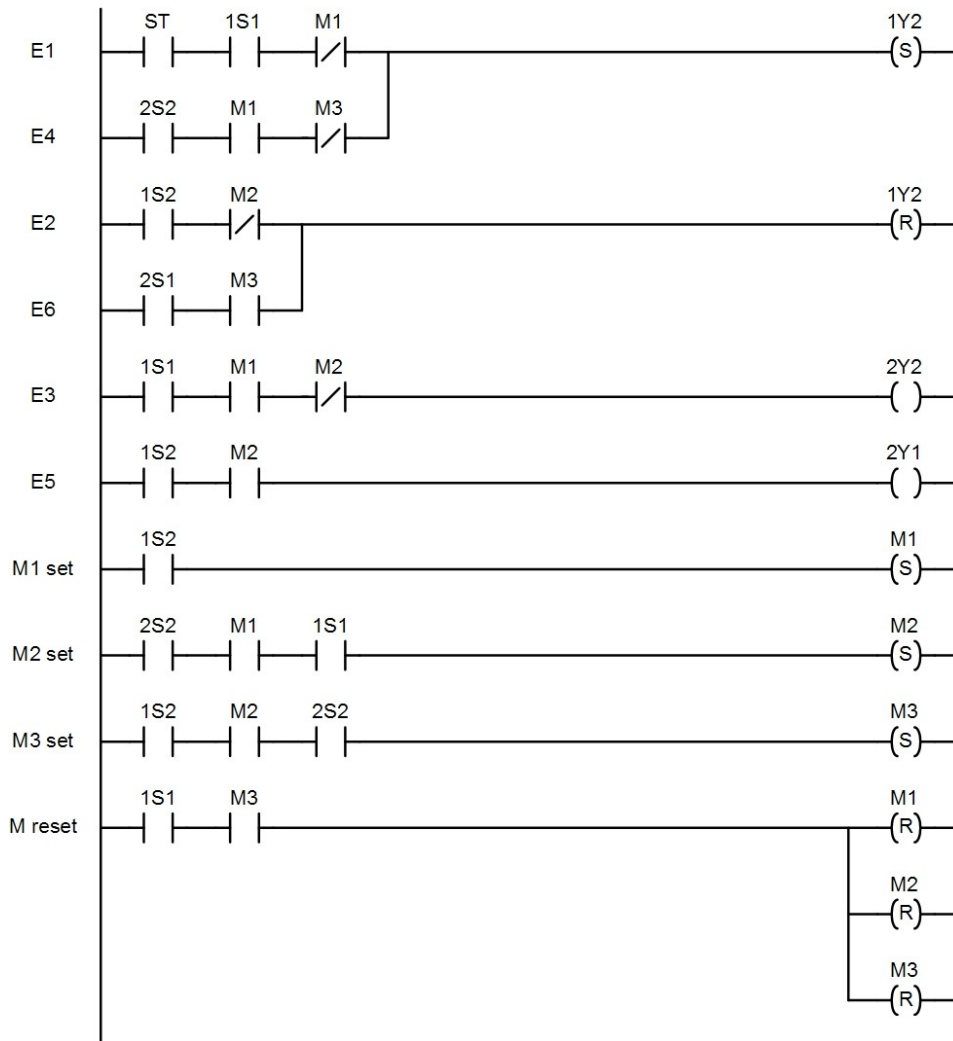 ST 1S1 M1 1Y2
E1 S
2S2 M1 M3
E4
1S2 M2 1Y2
E2 R
2S1 M3
E6
1S1 M1 M2 2Y2
E3
1S2 M2 2Y1
E5
1S2 M1
M1 set S
2S2 M1 1S1 M2
M2 set S
1S2 M2 2S2 M3
M3 set S
1S1 M3 M1
M reset R
M2
R
M3
R